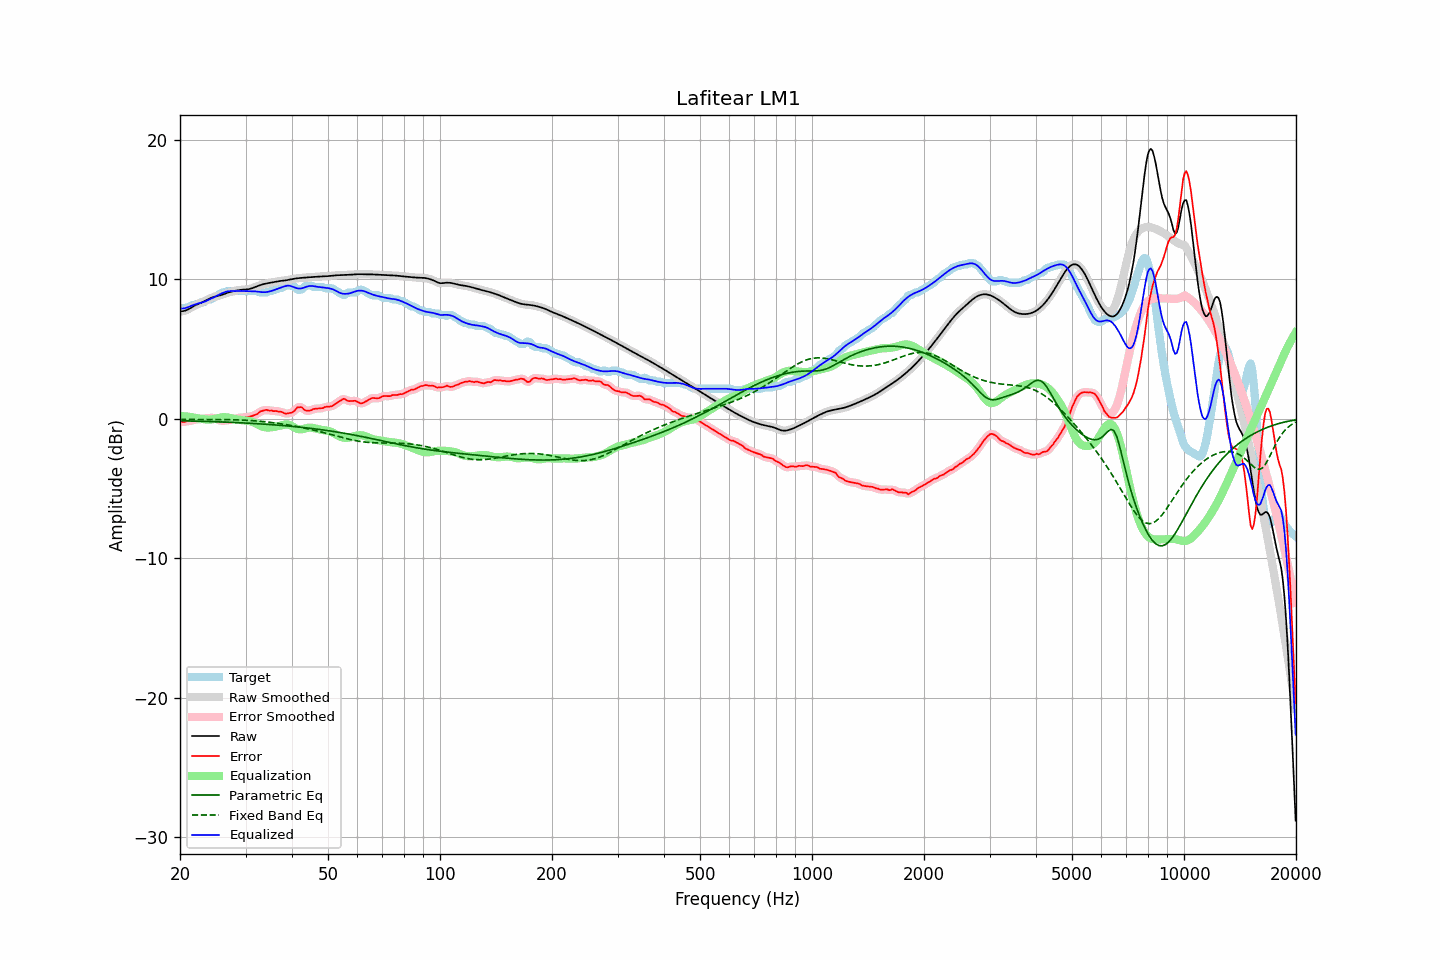 Lafitear LM1
Amplitude (dBr)
20
10
0
−10
−20
−30
Target
Raw Smoothed
Error Smoothed
Raw
Error
Equalization
Parametric Eq
Fixed Band Eq
Equalized
20 50 100 200 500 1000 2000 5000 10000 20000
Frequency (Hz)